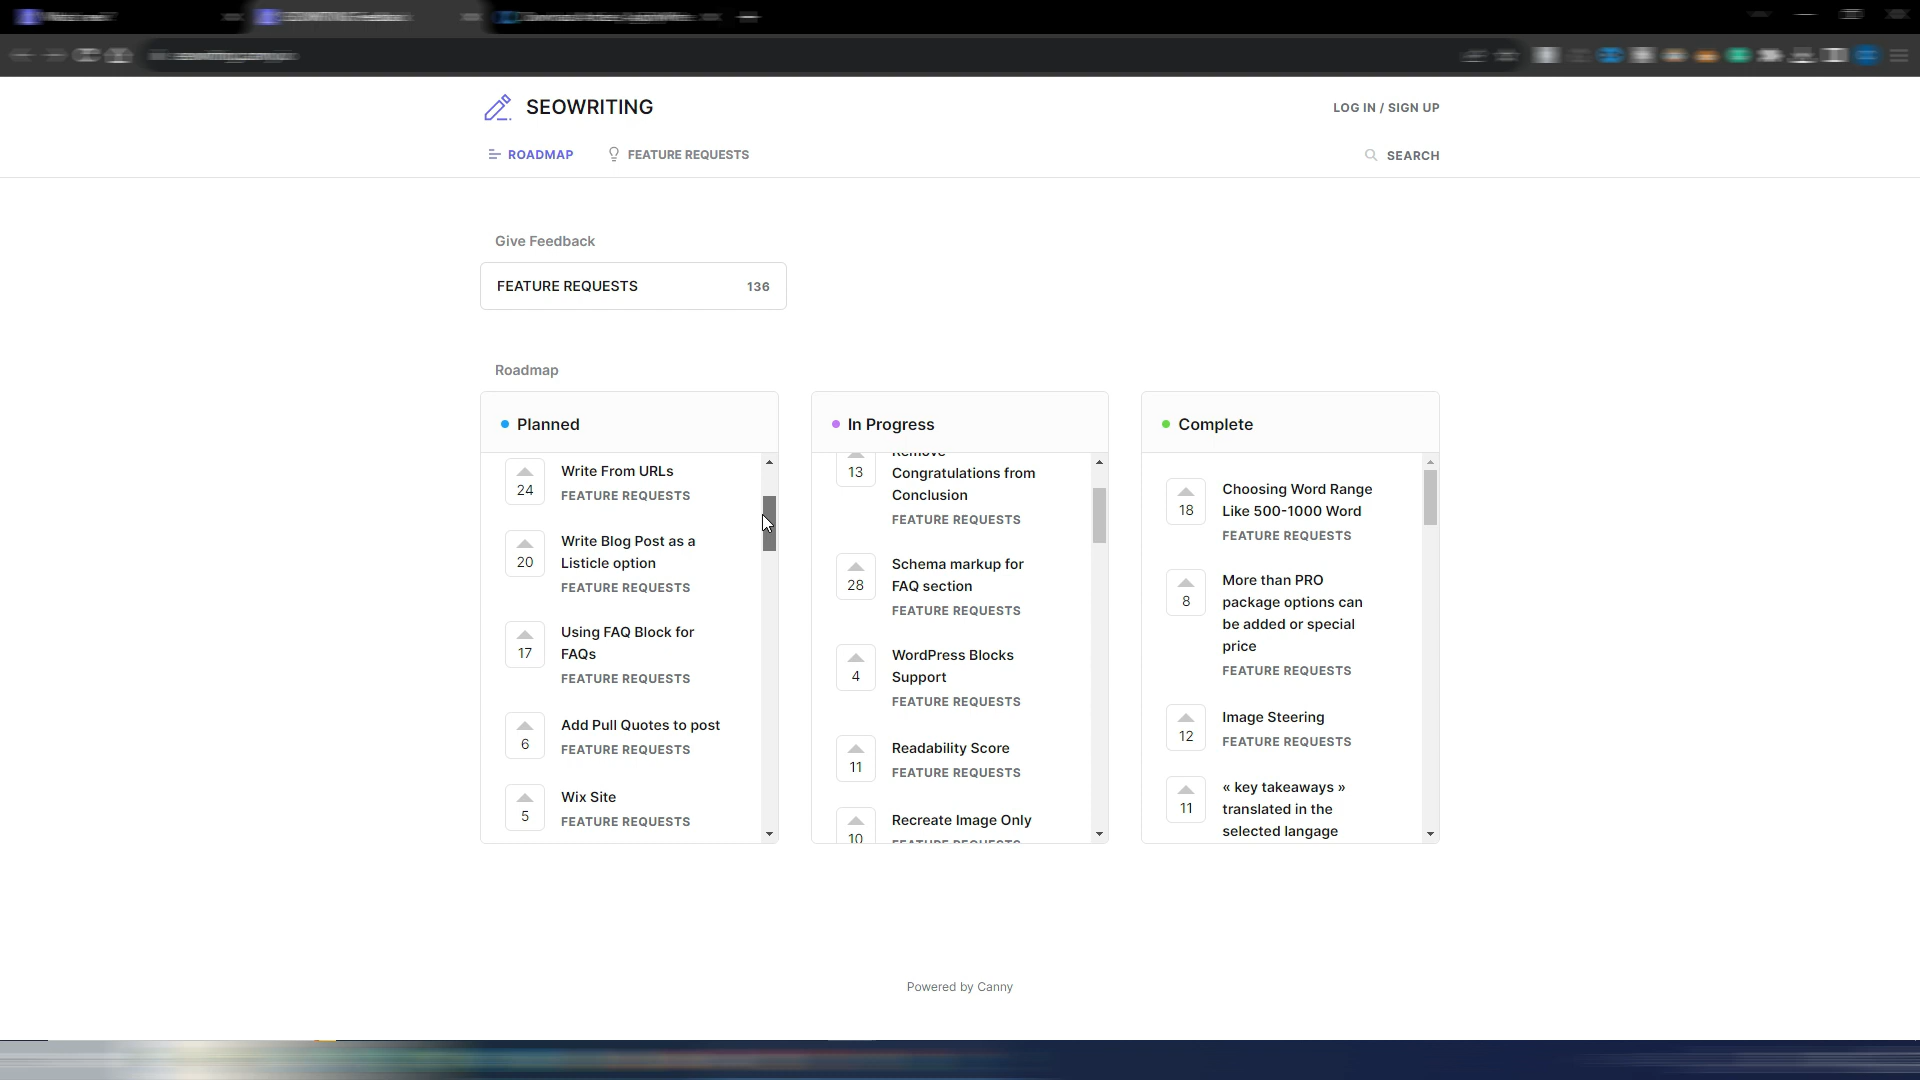 SEOWRITING
LOG IN / SIGN UP
ROADMAP
FEATURE REQUESTS
SEARCH
Give Feedback
FEATURE REQUESTS 136
Roadmap
Planned
24
Write From URLs
FEATURE REQUESTS
20
Write Blog Post as a
Listicle option
FEATURE REQUESTS
17
Using FAQ Block for
FAQs
FEATURE REQUESTS
6
Add Pull Quotes to post
FEATURE REQUESTS
5
Wix Site
FEATURE REQUESTS
In Progress
13
Remove
Congratulations from
Conclusion
FEATURE REQUESTS
28
Schema markup for
FAQ section
FEATURE REQUESTS
4
WordPress Blocks
Support
FEATURE REQUESTS
11
Readability Score
FEATURE REQUESTS
10
Recreate Image Only
FEATURE REQUESTS
Complete
18
Choosing Word Range
Like 500-1000 Word
FEATURE REQUESTS
8
More than PRO
package options can
be added or special
price
FEATURE REQUESTS
12
Image Steering
FEATURE REQUESTS
11
« key takeaways »
translated in the
selected langage
Powered by Canny